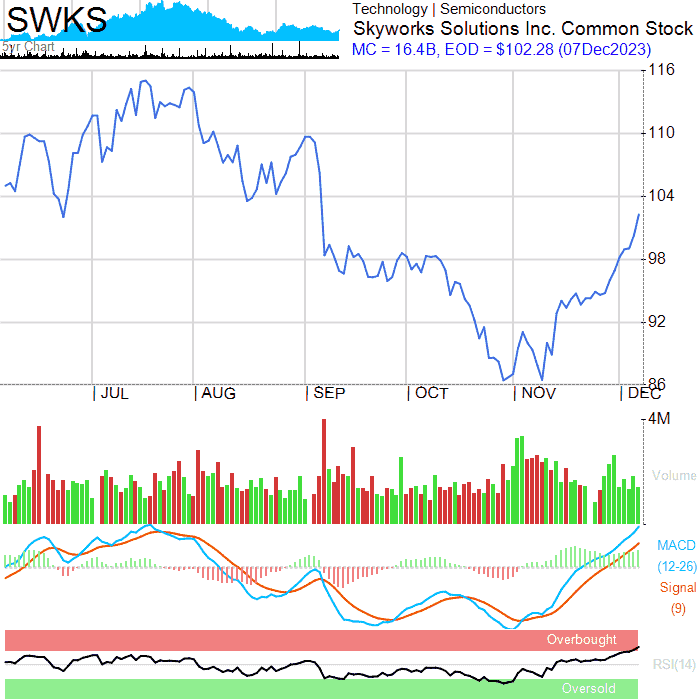 SWKS
5yr Chart
Technology | Semiconductors
Skyworks Solutions Inc. Common Stock
MC = 16.4B, EOD = $102.28 (07Dec2023)
116
110
104
98
92
86
| JUL | AUG | SEP | OCT | NOV | DEC
4M
Volume
MACD
(12-26)
Signal
(9)
Overbought
RSI(14)
Oversold